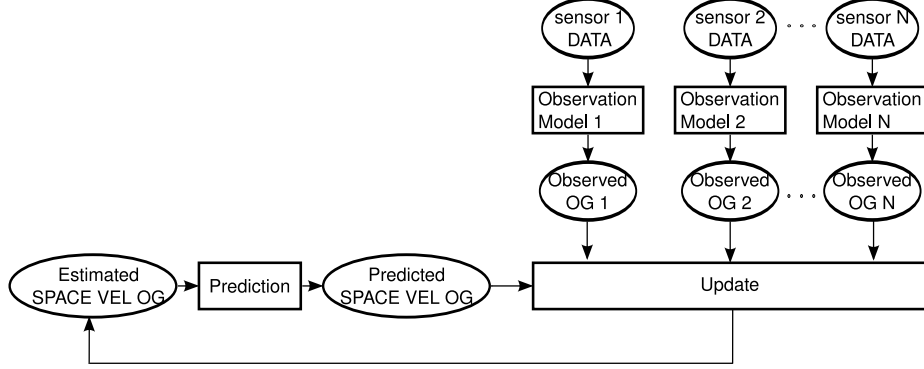 sensor 1
DATA
sensor 2
DATA
sensor N
DATA
Observation
Model 1
Observation
Model 2
Observation
Model N
Observed
OG 1
Observed
OG 2
Observed
OG N
Estimated
SPACE VEL OG
Prediction
Predicted
SPACE VEL OG
Update